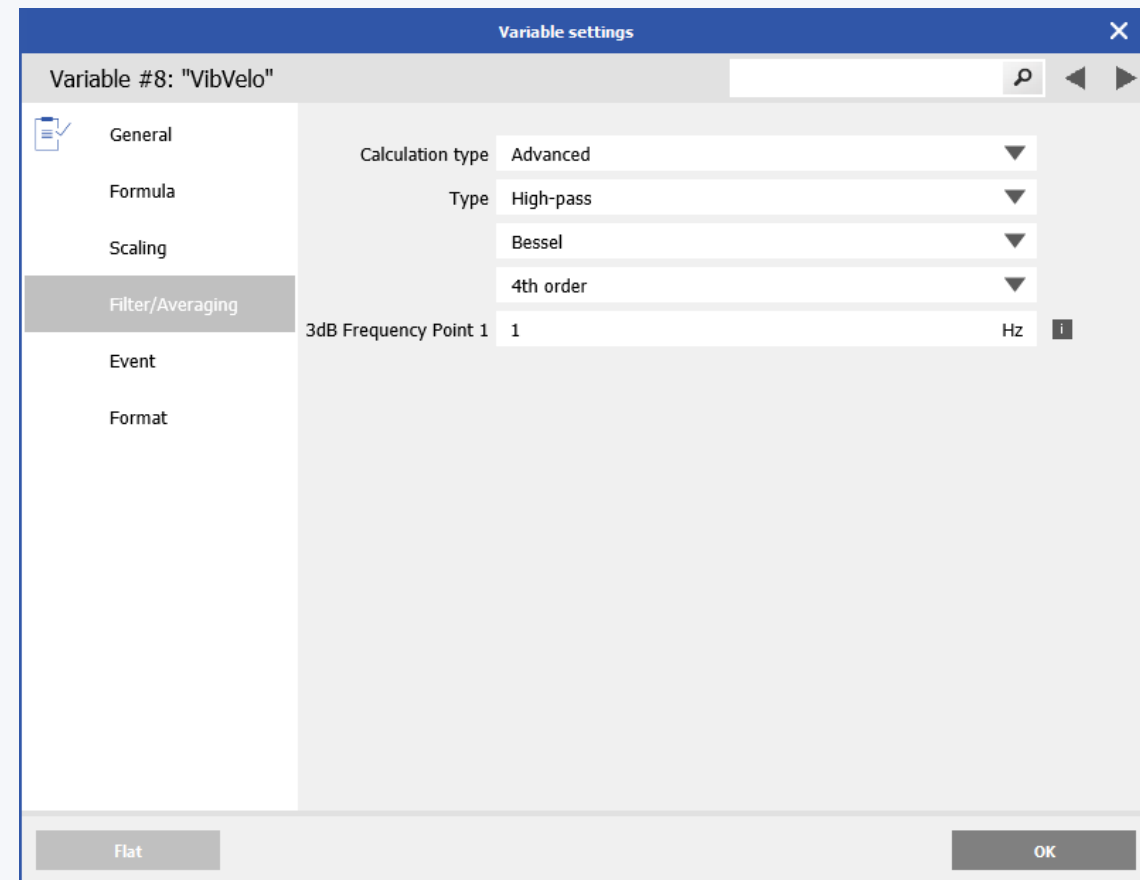 Variable settings
Variable #8: "VibVelo"
General
Formula
Scaling
Filter/Averaging
Event
Format
Calculation type Advanced
Type High-pass
Bessel
4th order
3dB Frequency Point 1 1 Hz i
Flat
OK